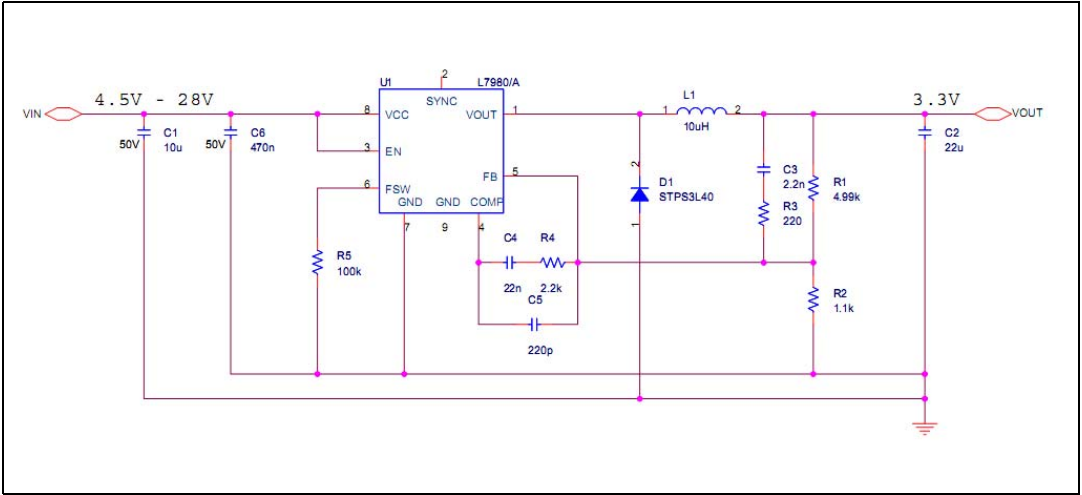 2
U1
L7980/A
4.5V - 28V
SYNC
3.3V
L1
VIN
8
VCC
VOUT
1
1
2
VOUT
10uH
50V
C1
10u
50V
C6
470n
C2
22u
3
EN
FB
5
2
C3
2.2n
R1
4.99k
D1
STPS3L40
6
FSW
GND
GND
COMP
R3
220
7
9
4
1
C4
R4
R5
100k
22n
2.2k
C5
R2
1.1k
220p